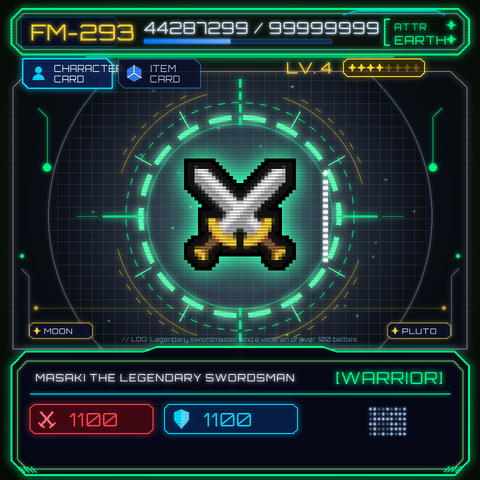 FM-293
44287299 / 99999999
ATTR
EARTH
CHARACTER
CARD
ITEM
CARD
LV.4
MOON
PLUTO
// LOG: Legendary swordmaster and a veteran of over 100 battles.
MASAKI THE LEGENDARY SWORDSMAN
[WARRIOR]
1100
1100